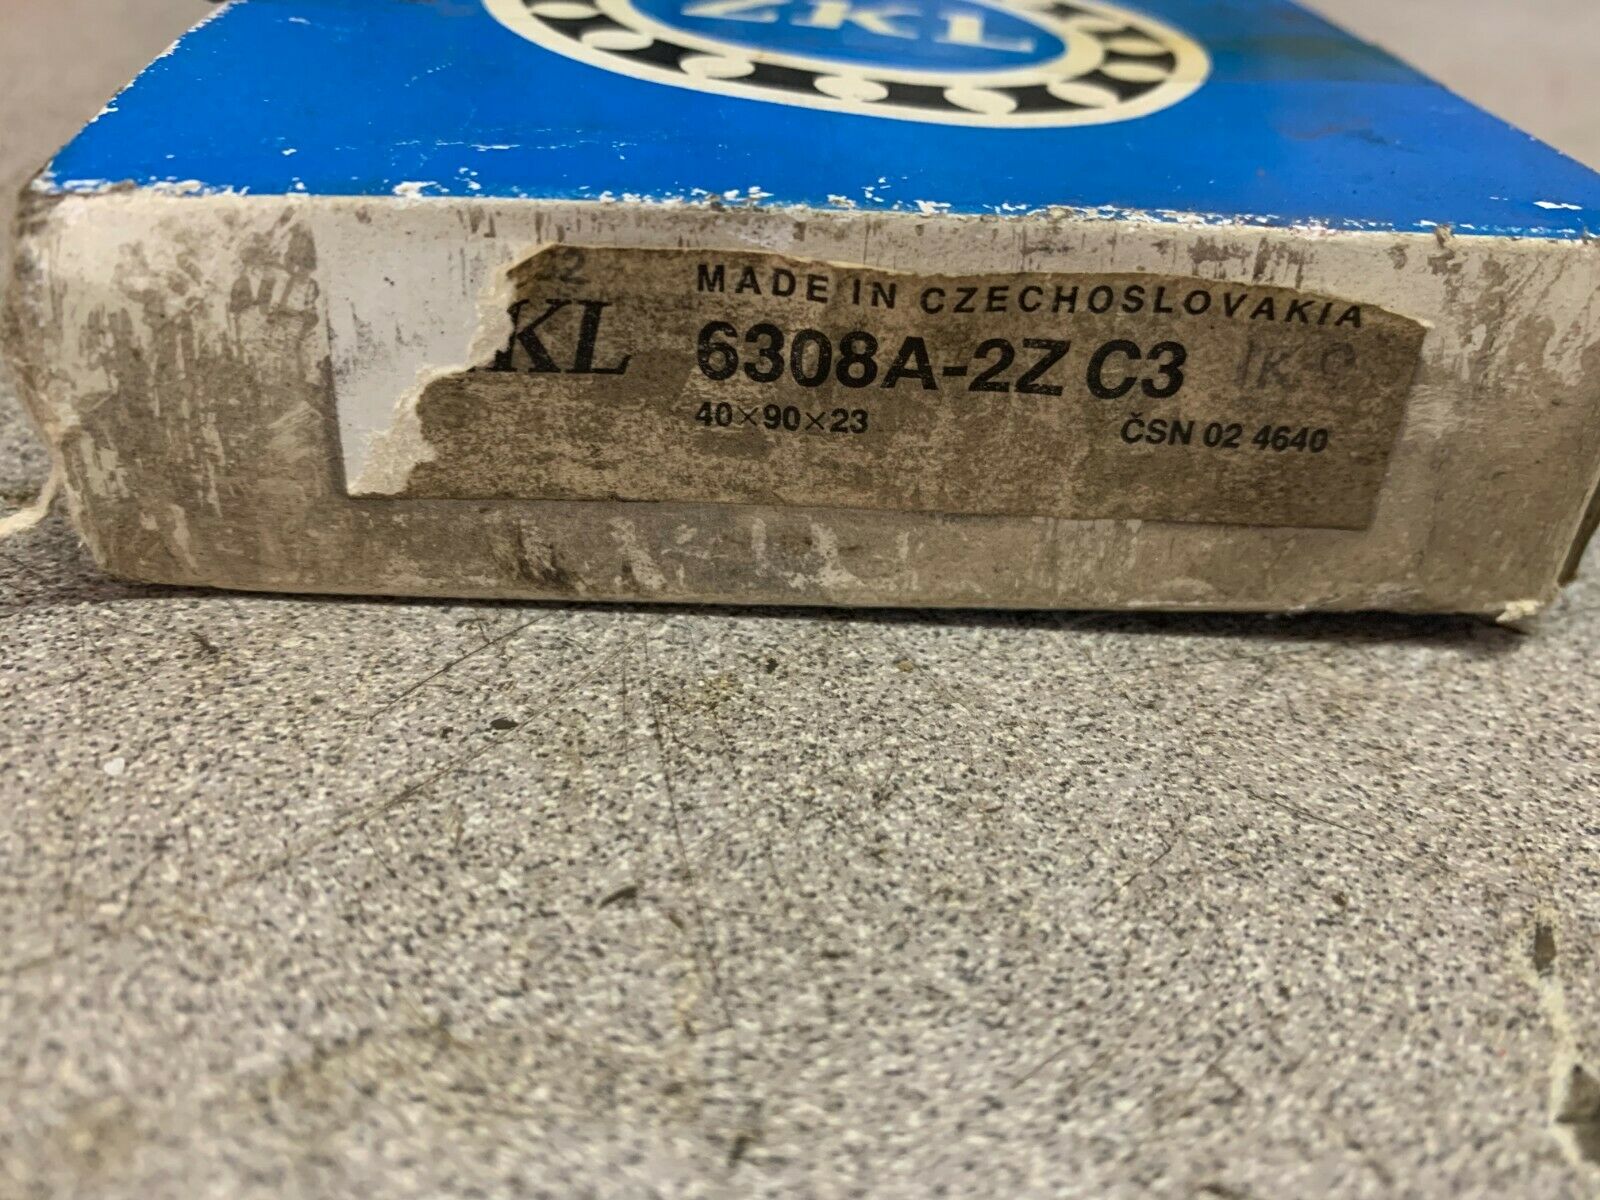 ZKL
MADE IN CZECHOSLOVAKIA
KL 6308A-2Z C3
40×90×23 ČSN 02 4640